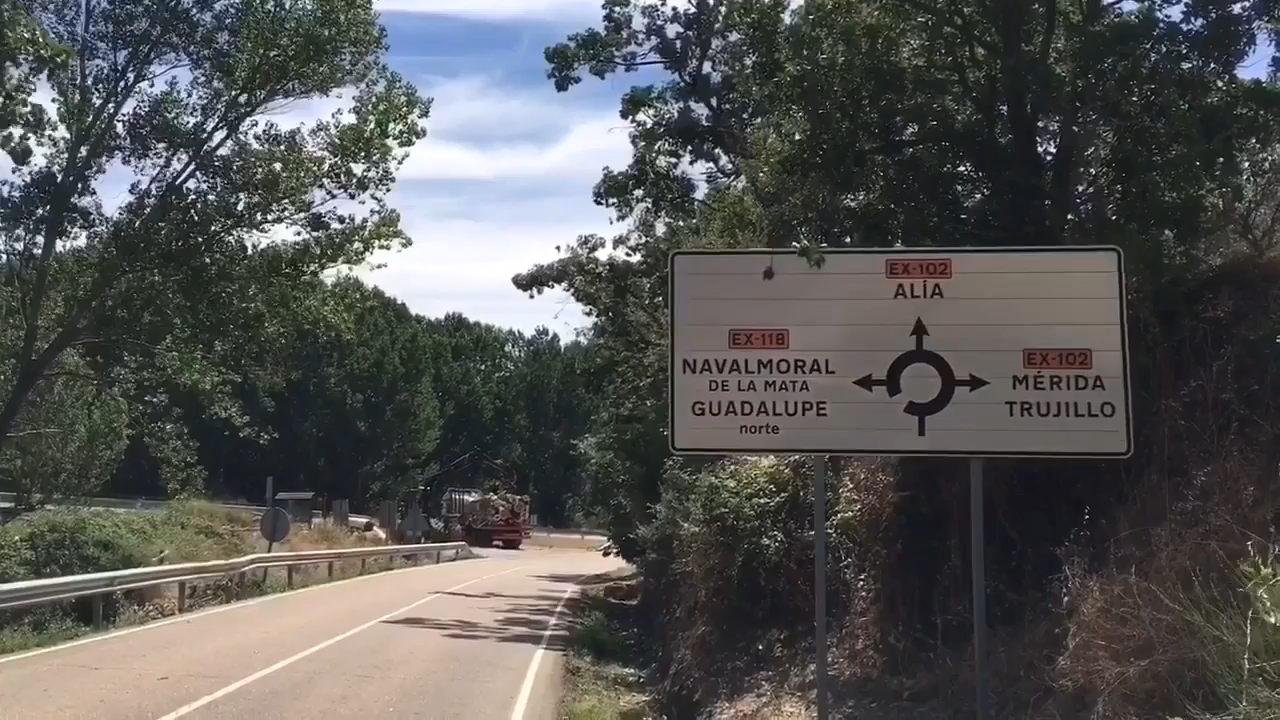 EX-102
ALÍA
EX-118
NAVALMORAL
DE LA MATA
GUADALUPE
norte
EX-102
MÉRIDA
TRUJILLO